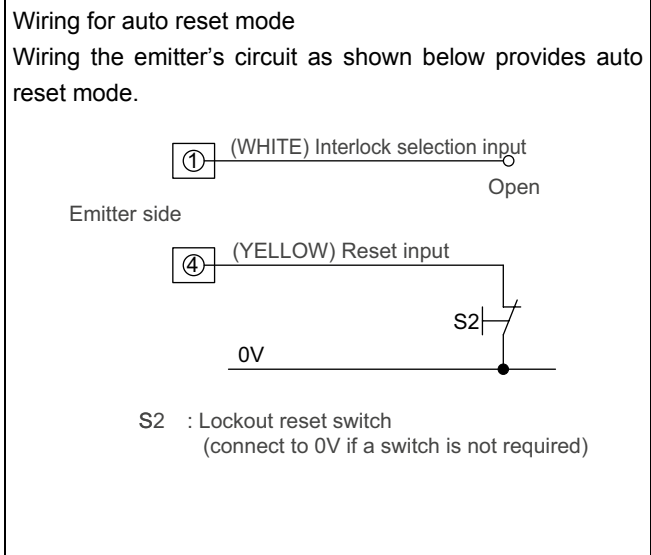 Wiring for auto reset mode
Wiring the emitter's circuit as shown below provides auto
reset mode.
① (WHITE) Interlock selection input
Open
Emitter side
④ (YELLOW) Reset input
S2
0V
S2 : Lockout reset switch
(connect to 0V if a switch is not required)